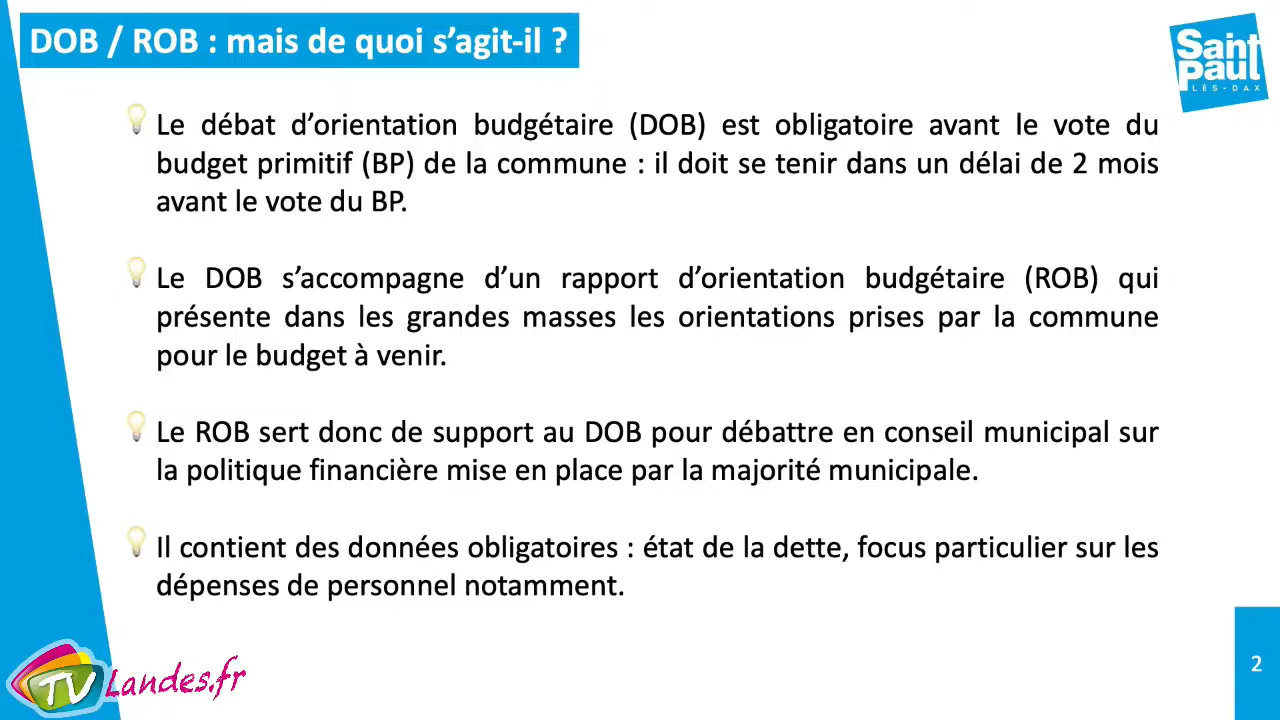 DOB / ROB : mais de quoi s’agit-il ?
Saint
Paul
LÈS-DAX
Le débat d’orientation budgétaire (DOB) est obligatoire avant le vote du
budget primitif (BP) de la commune : il doit se tenir dans un délai de 2 mois
avant le vote du BP.
Le DOB s’accompagne d’un rapport d’orientation budgétaire (ROB) qui
présente dans les grandes masses les orientations prises par la commune
pour le budget à venir.
Le ROB sert donc de support au DOB pour débattre en conseil municipal sur
la politique financière mise en place par la majorité municipale.
Il contient des données obligatoires : état de la dette, focus particulier sur les
dépenses de personnel notamment.
TV Landes.fr
2